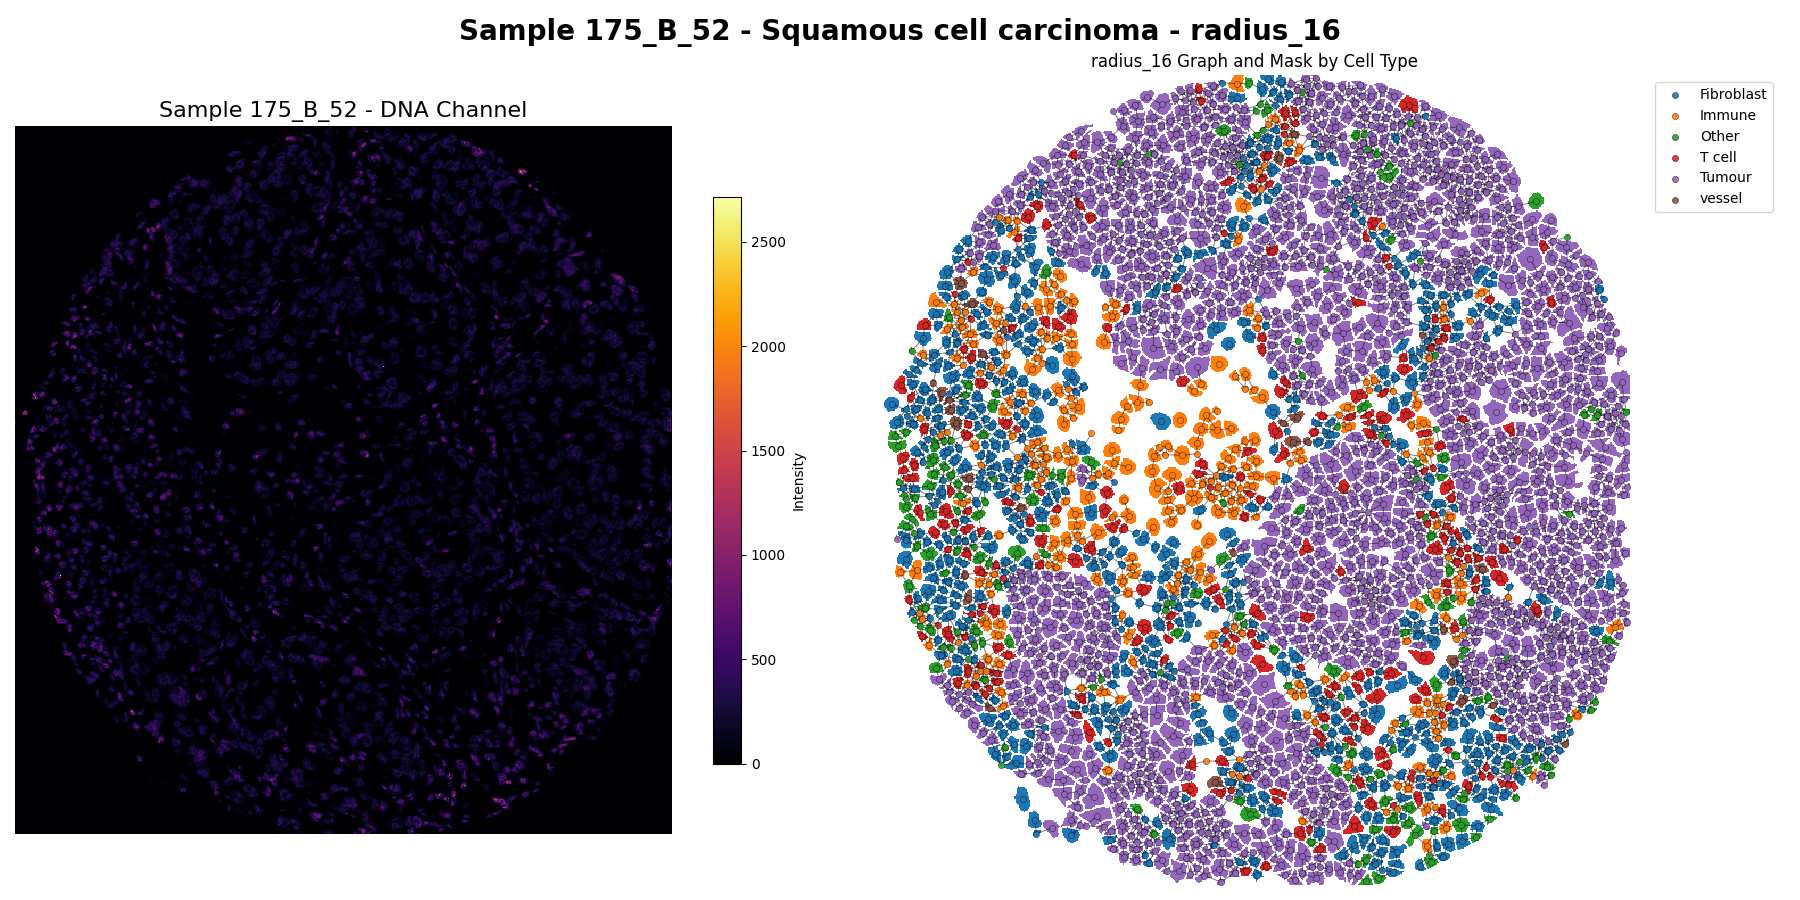 Sample 175_B_52 - Squamous cell carcinoma - radius_16
Sample 175_B_52 - DNA Channel
2500
2000
1500
1000
500
0
Intensity
radius_16 Graph and Mask by Cell Type
Fibroblast
Immune
Other
T cell
Tumour
vessel